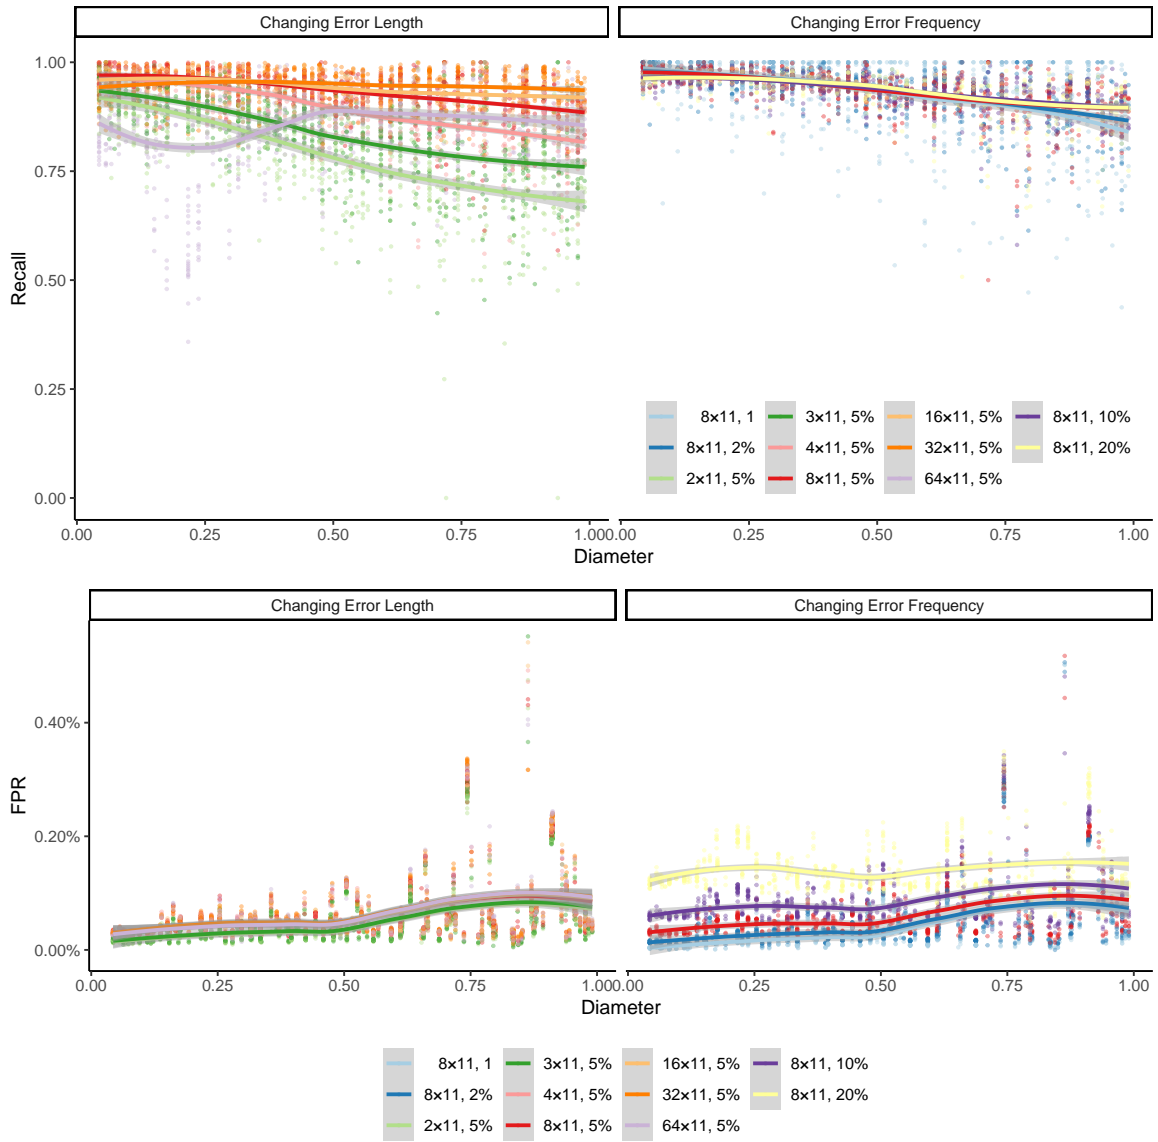 Changing Error Length
Changing Error Frequency
1.00
0.75
0.50
0.25
0.00
Recall
8×11, 1
3×11, 5%
16×11, 5%
8×11, 10%
8×11, 2%
4×11, 5%
32×11, 5%
8×11, 20%
2×11, 5%
8×11, 5%
64×11, 5%
0.00 0.25 0.50 0.75 1.00
0.00 0.25 0.50 0.75 1.00
Diameter
Changing Error Length
Changing Error Frequency
0.40%
0.20%
0.00%
FPR
0.00 0.25 0.50 0.75 1.00
0.00 0.25 0.50 0.75 1.00
Diameter
8×11, 1
3×11, 5%
16×11, 5%
8×11, 10%
8×11, 2%
4×11, 5%
32×11, 5%
8×11, 20%
2×11, 5%
8×11, 5%
64×11, 5%